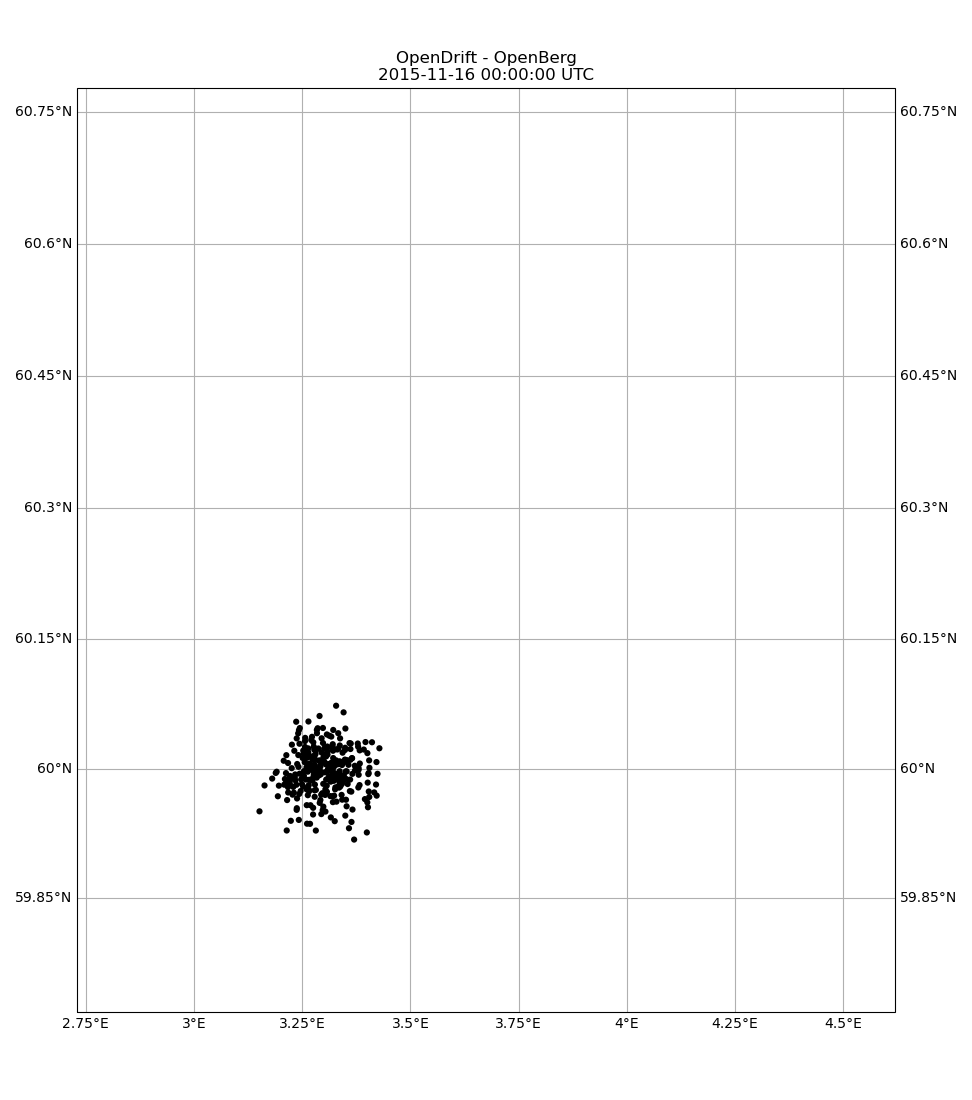 OpenDrift - OpenBerg
2015-11-16 00:00:00 UTC
60.75°N 60.75°N
60.6°N 60.6°N
60.45°N 60.45°N
60.3°N 60.3°N
60.15°N 60.15°N
60°N 60°N
59.85°N 59.85°N
2.75°E 3°E 3.25°E 3.5°E 3.75°E 4°E 4.25°E 4.5°E